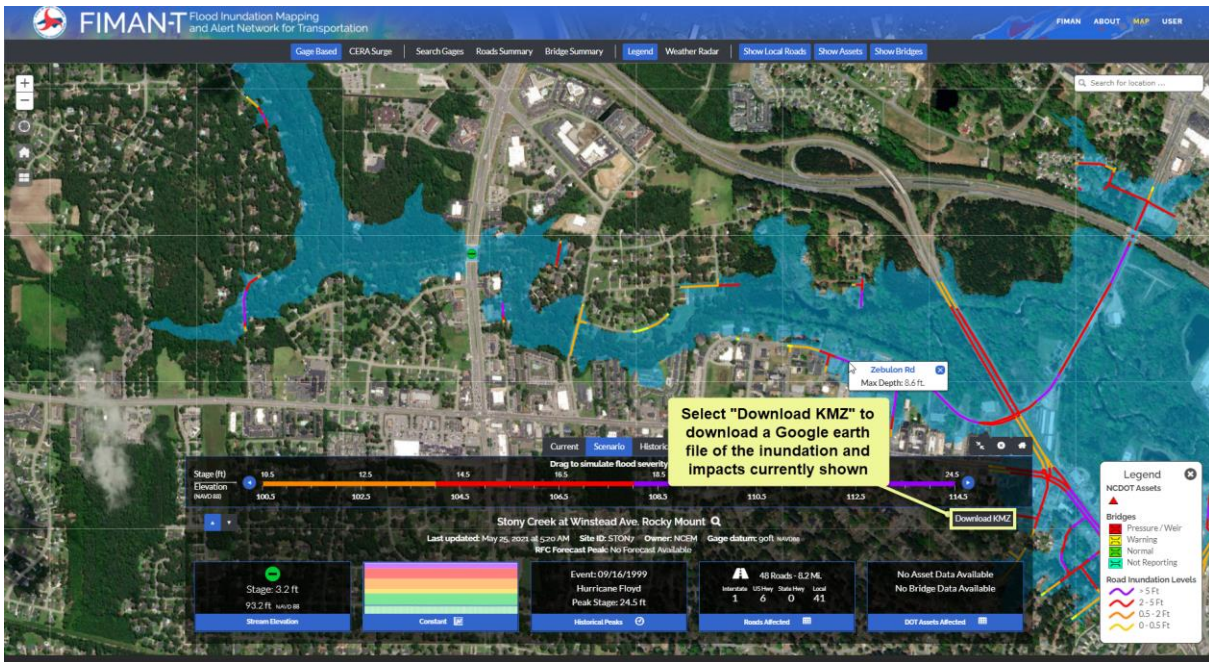 FIMAN-T Flood Inundation Mapping
and Alert Network for Transportation
FIMAN ABOUT MAP USER
Gage Based CERA Surge Search Gages Roads Summary Bridge Summary Legend Weather Radar Show Local Roads Show Assets Show Bridges
Search for location ...
Zebulon Rd
Max Depth: 8.6 ft.
Select "Download KMZ" to
download a Google earth
file of the inundation and
impacts currently shown
Current Scenario
Drag to simulate flood severity
Stage (ft) 10.5 12.5 14.5 16.5 18.5 24.5
Elevation
(NAVD 88) 100.5 102.5 104.5 106.5 108.5 110.5 112.5 114.5
Download KMZ
Stony Creek at Winstead Ave. Rocky Mount
Last updated: May 25, 2021 at 5:20 AM Site ID: STON7 Owner: NCEM Gage datum: 90ft NAVD88
RFC Forecast Peak: No Forecast Available
Stage: 3.2 ft
93.2 ft NAVD 88
Stream Elevation
Constant
Event: 09/16/1999
Hurricane Floyd
Peak Stage: 24.5 ft
Historical Peaks
48 Roads - 8.2 Mi.
Interstate US Hwy State Hwy Local
1 6 0 41
Roads Affected
No Asset Data Available
No Bridge Data Available
DOT Assets Affected
Legend
NCDOT Assets
Bridges
Pressure / Weir
Warning
Normal
Not Reporting
Road Inundation Levels
> 5 Ft
2 - 5 Ft
0.5 - 2 Ft
0 - 0.5 Ft